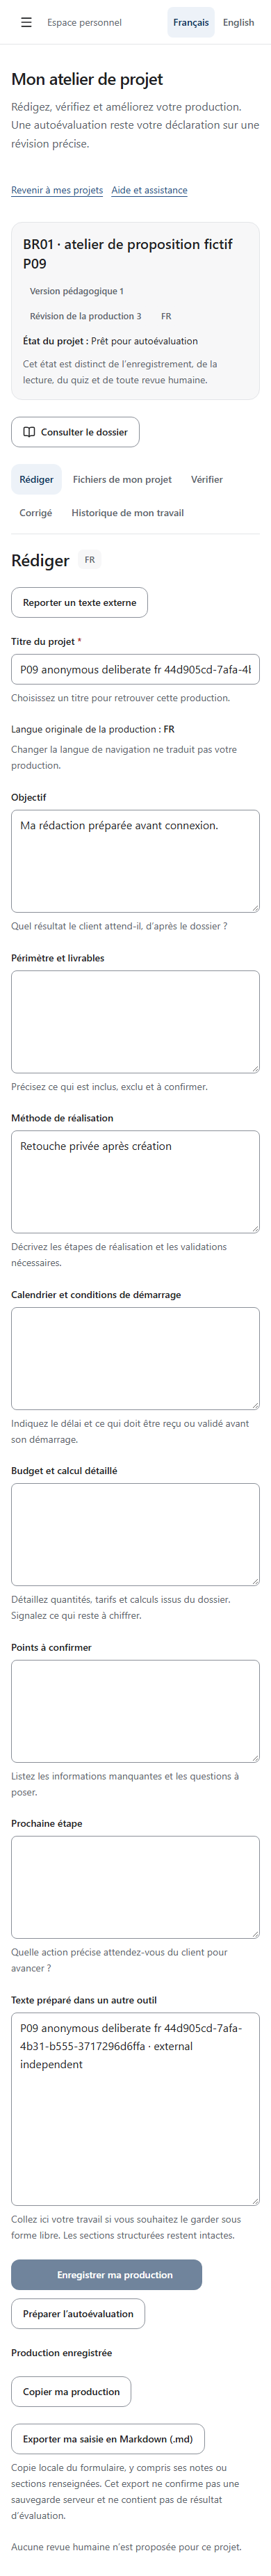 Espace personnel
Français
English
Mon atelier de projet
Rédigez, vérifiez et améliorez votre production.
Une autoévaluation reste votre déclaration sur une
révision précise.
Revenir à mes projets
Aide et assistance
BR01 · atelier de proposition fictif
P09
Version pédagogique 1
Révision de la production 3
FR
État du projet : Prêt pour autoévaluation
Cet état est distinct de l'enregistrement, de la
lecture, du quiz et de toute revue humaine.
Consulter le dossier
Rédiger
Fichiers de mon projet
Vérifier
Corrigé
Historique de mon travail
Rédiger
FR
Reporter un texte externe
Titre du projet *
P09 anonymous deliberate fr 44d905cd-7afa-4b
Choisissez un titre pour retrouver cette production.
Langue originale de la production : FR
Changer la langue de navigation ne traduit pas votre
production.
Objectif
Ma rédaction préparée avant connexion.
Quel résultat le client attend-il, d'après le dossier ?
Périmètre et livrables
Précisez ce qui est inclus, exclu et à confirmer.
Méthode de réalisation
Retouche privée après création
Décrivez les étapes de réalisation et les validations
nécessaires.
Calendrier et conditions de démarrage
Indiquez le délai et ce qui doit être reçu ou validé avant
son démarrage.
Budget et calcul détaillé
Détaillez quantités, tarifs et calculs issus du dossier.
Signalez ce qui reste à chiffrer.
Points à confirmer
Listez les informations manquantes et les questions à
poser.
Prochaine étape
Quelle action précise attendez-vous du client pour
avancer ?
Texte préparé dans un autre outil
P09 anonymous deliberate fr 44d905cd-7afa-
4b31-b555-3717296d6ffa · external
independent
Collez ici votre travail si vous souhaitez le garder sous
forme libre. Les sections structurées restent intactes.
Enregistrer ma production
Préparer l'autoévaluation
Production enregistrée
Copier ma production
Exporter ma saisie en Markdown (.md)
Copie locale du formulaire, y compris ses notes ou
sections renseignées. Cet export ne confirme pas une
sauvegarde serveur et ne contient pas de résultat
d'évaluation.
Aucune revue humaine n'est proposée pour ce projet.